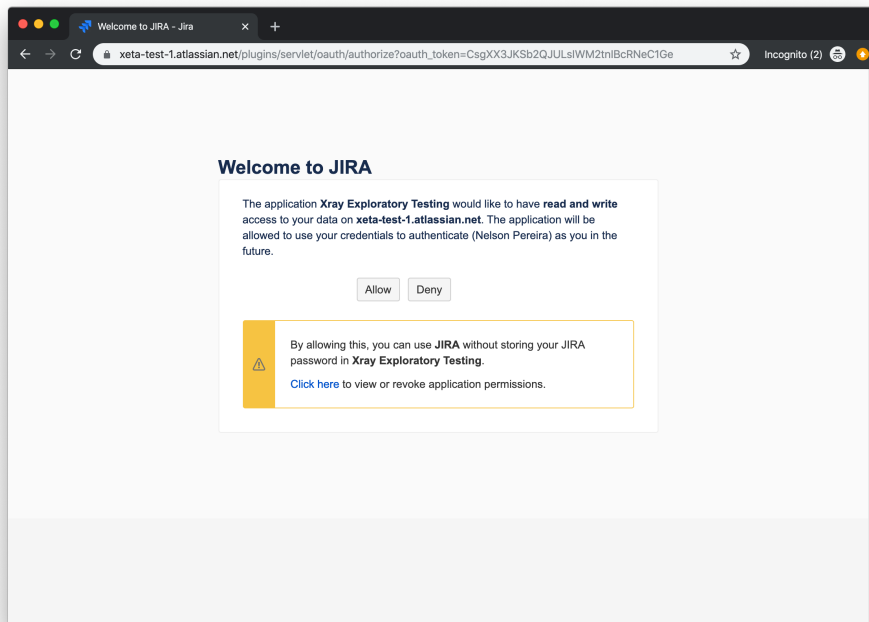 Welcome to JIRA - Jira
xeta-test-1.atlassian.net/plugins/servlet/oauth/authorize?oauth_token=CsgXX3JKSb2QJULsIWM2tnIBcRNeC1Ge
Incognito (2)
Welcome to JIRA
The application Xray Exploratory Testing would like to have read and write
access to your data on xeta-test-1.atlassian.net. The application will be
allowed to use your credentials to authenticate (Nelson Pereira) as you in the
future.
Allow Deny
By allowing this, you can use JIRA without storing your JIRA
password in Xray Exploratory Testing.
Click here to view or revoke application permissions.